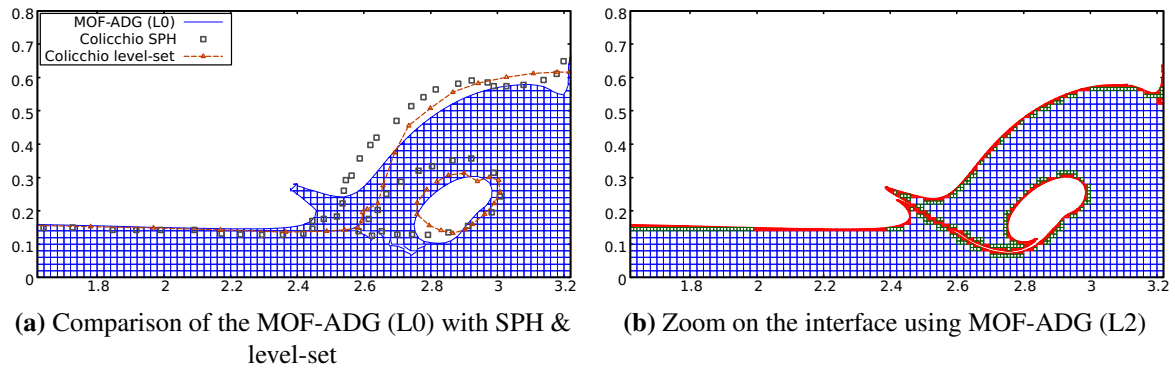 MOF-ADG (L0)
Colicchio SPH
Colicchio level-set
0.8
0.7
0.6
0.5
0.4
0.3
0.2
0.1
0
1.8 2 2.2 2.4 2.6 2.8 3 3.2
(a) Comparison of the MOF-ADG (L0) with SPH &
level-set
0.8
0.7
0.6
0.5
0.4
0.3
0.2
0.1
0
1.8 2 2.2 2.4 2.6 2.8 3 3.2
(b) Zoom on the interface using MOF-ADG (L2)